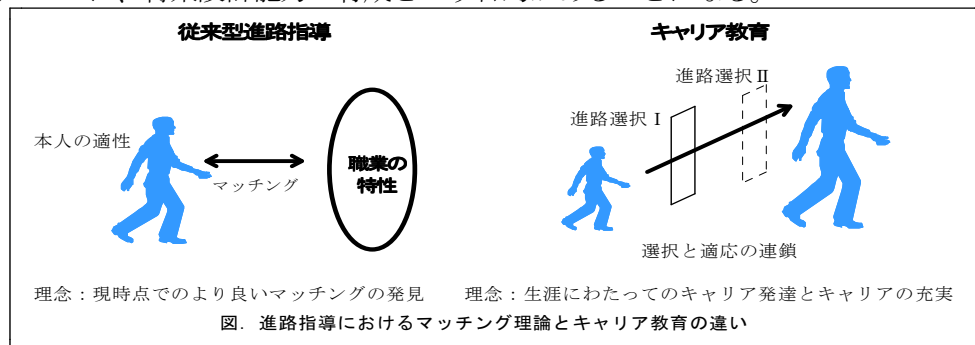 従来型進路指導
キャリア教育
進路選択Ⅱ
進路選択Ⅰ
本人の適性
マッチング
職業の
特性
選択と適応の連鎖
理念：現時点でのより良いマッチングの発見
理念：生涯にわたってのキャリア発達とキャリアの充実
図．進路指導におけるマッチング理論とキャリア教育の違い